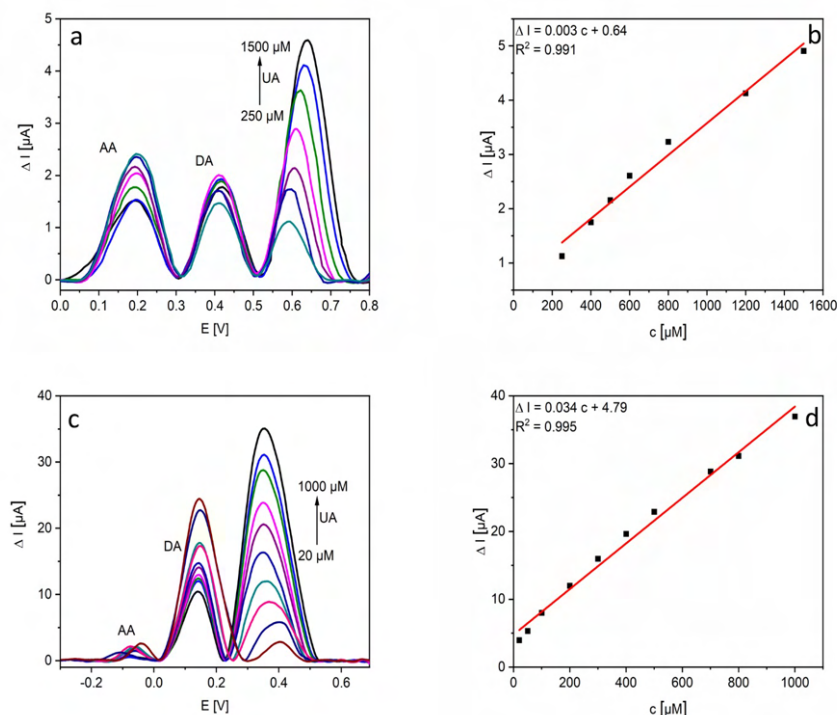 a
1500 µM
UA
250 µM
AA
DA
Δ I [µA]
5
4
3
2
1
0
0.0 0.1 0.2 0.3 0.4 0.5 0.6 0.7 0.8
E [V]
b
Δ I = 0.003 c + 0.64
R² = 0.991
Δ I [µA]
5
4
3
2
1
0 200 400 600 800 1000 1200 1400 1600
c [µM]
c
1000 µM
UA
20 µM
DA
AA
Δ I [µA]
40
30
20
10
0
-0.2 0.0 0.2 0.4 0.6
E [V]
d
Δ I = 0.034 c + 4.79
R² = 0.995
Δ I [µA]
40
30
20
10
0
0 200 400 600 800 1000
c [µM]